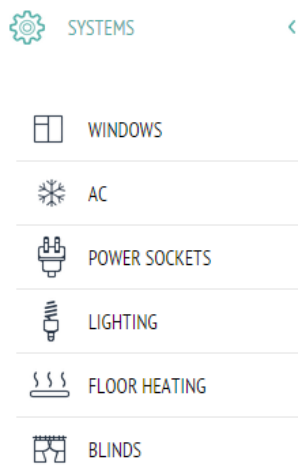 SYSTEMS
WINDOWS
AC
POWER SOCKETS
LIGHTING
FLOOR HEATING
BLINDS